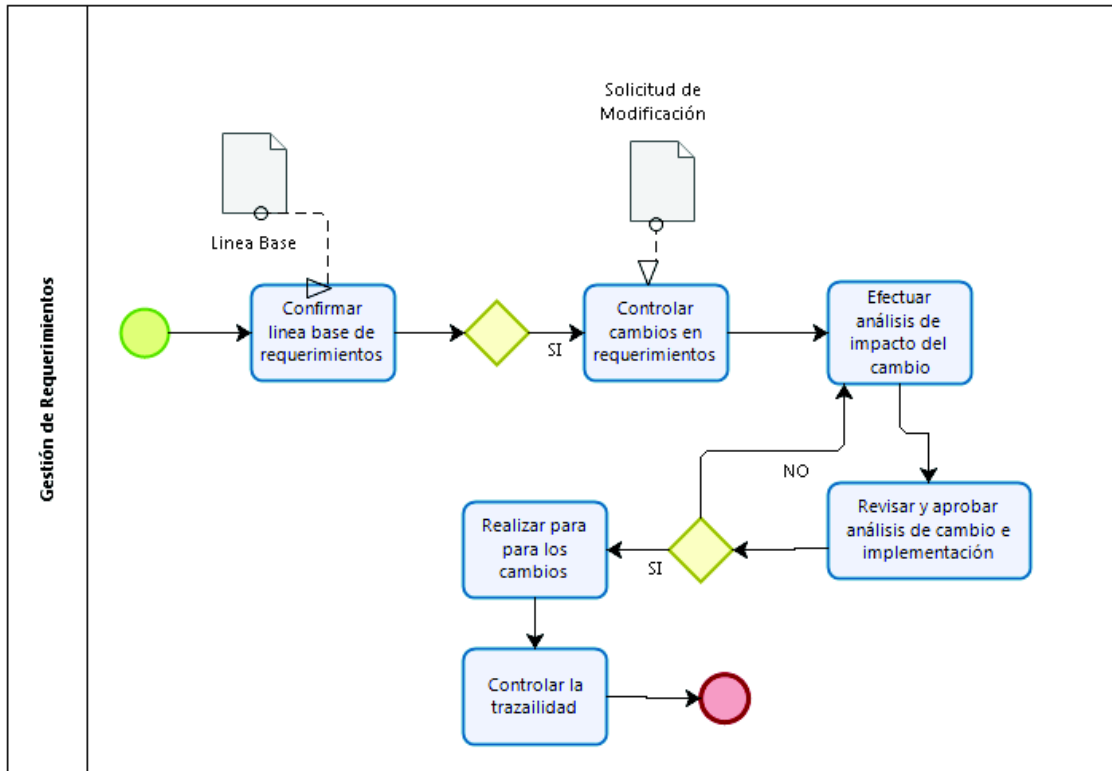 Gestión de Requerimientos
Solicitud de
Modificación
Linea Base
Confirmar
linea base de
requerimientos
SI
Controlar
cambios en
requerimientos
Efectuar
análisis de
impacto del
cambio
NO
Revisar y aprobar
análisis de cambio e
implementación
SI
Realizar para
para los
cambios
Controlar la
trazailidad